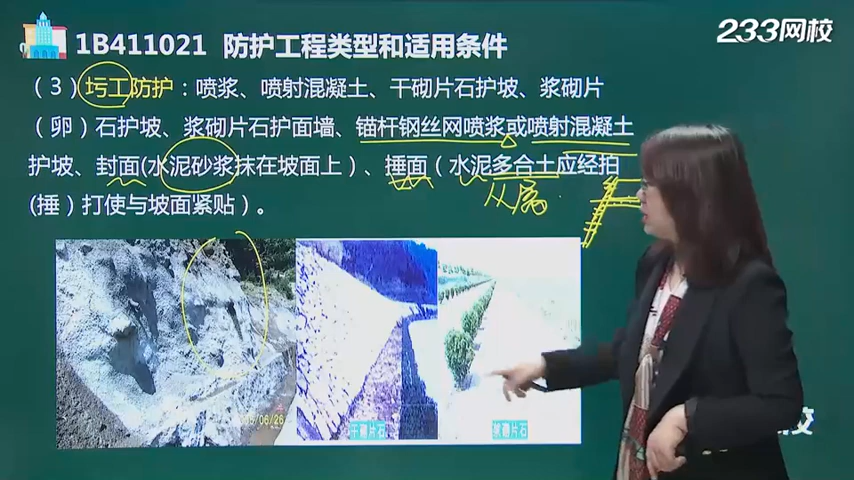 233网校
1B411021 防护工程类型和适用条件
（3）圬工防护：喷浆、喷射混凝土、干砌片石护坡、浆砌片
（卵）石护坡、浆砌片石护面墙、锚杆钢丝网喷浆或喷射混凝土
护坡、封面(水泥砂浆抹在坡面上）、捶面（水泥多合土应经拍
(捶）打使与坡面紧贴）。
干砌片石
浆砌片石
校